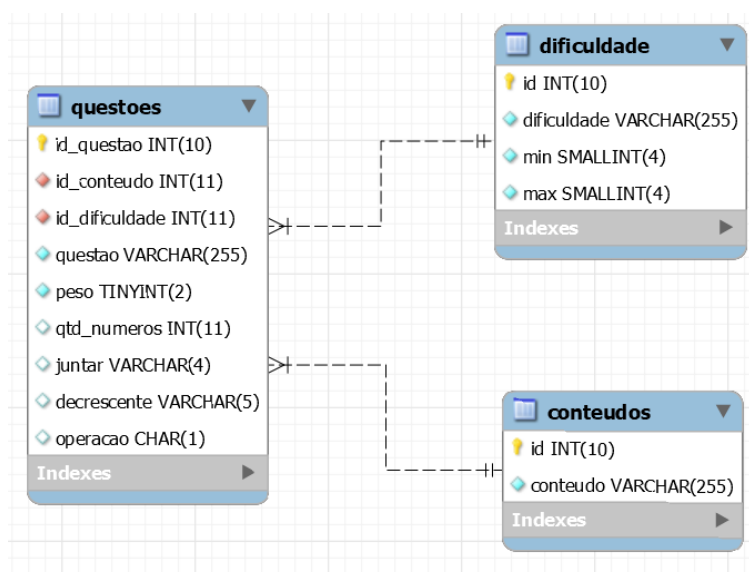 questoes
id_questao INT(10)
id_conteudo INT(11)
id_dificuldade INT(11)
questao VARCHAR(255)
peso TINYINT(2)
qtd_numeros INT(11)
juntar VARCHAR(4)
decrescente VARCHAR(5)
operacao CHAR(1)
Indexes
dificuldade
id INT(10)
dificuldade VARCHAR(255)
min SMALLINT(4)
max SMALLINT(4)
Indexes
conteudos
id INT(10)
conteudo VARCHAR(255)
Indexes